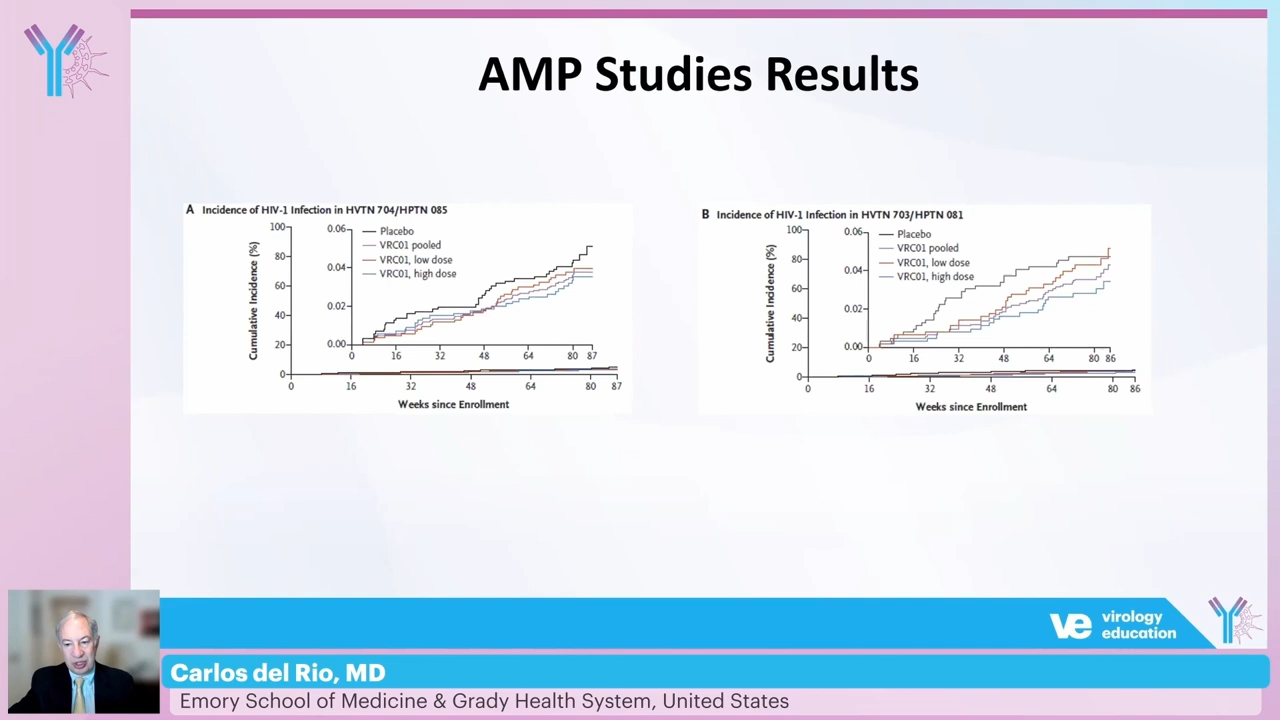 AMP Studies Results
A Incidence of HIV-1 Infection in HVTN 704/HPTN 085
Cumulative Incidence (%)
100
80
60
40
20
0
0.06
0.04
0.02
0.00
Placebo
VRC01 pooled
VRC01, low dose
VRC01, high dose
0 16 32 48 64 80 87
0 16 32 48 64 80 87
Weeks since Enrollment
B Incidence of HIV-1 Infection in HVTN 703/HPTN 081
Cumulative Incidence (%)
100
80
60
40
20
0
0.06
0.04
0.02
0.00
Placebo
VRC01 pooled
VRC01, low dose
VRC01, high dose
0 16 32 48 64 80 86
0 16 32 48 64 80 86
Weeks since Enrollment
ve virology
education
Carlos del Rio, MD
Emory School of Medicine & Grady Health System, United States